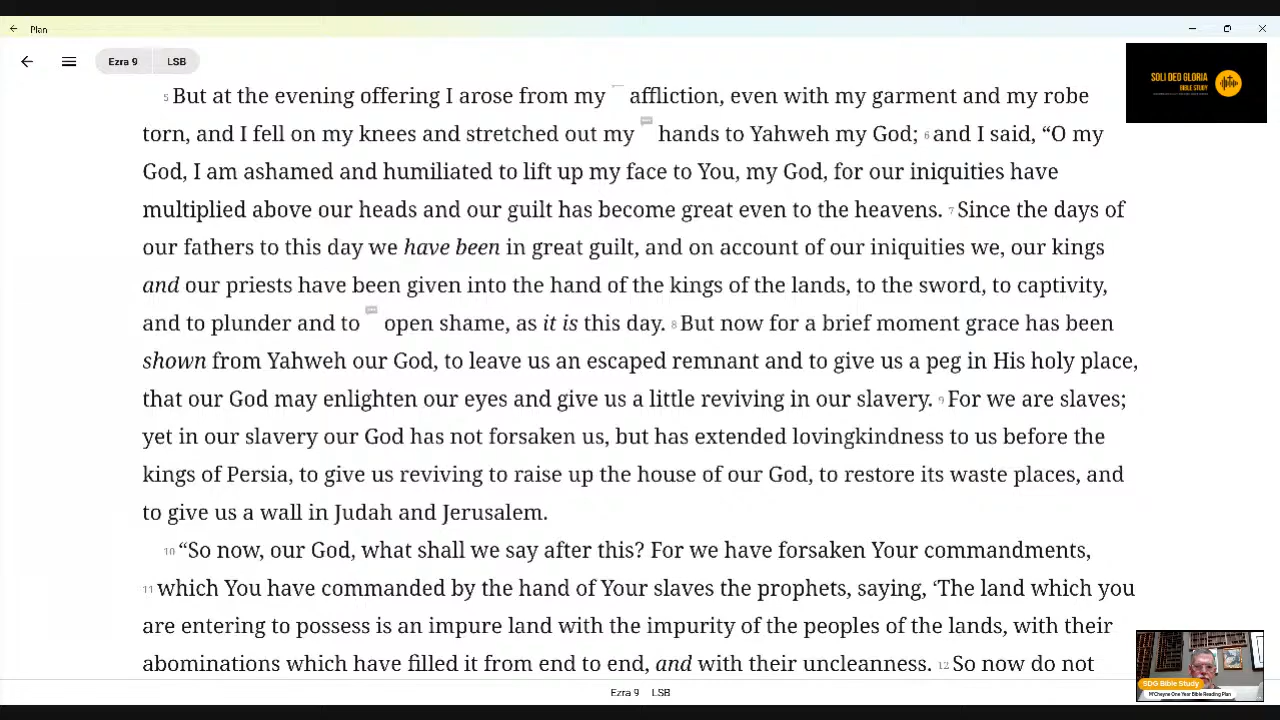 Plan
Ezra 9 LSB
SOLI DEO GLORIA
BIBLE STUDY
5 But at the evening offering I arose from my affliction, even with my garment and my robe
torn, and I fell on my knees and stretched out my hands to Yahweh my God; 6 and I said, “O my
God, I am ashamed and humiliated to lift up my face to You, my God, for our iniquities have
multiplied above our heads and our guilt has become great even to the heavens. 7 Since the days of
our fathers to this day we have been in great guilt, and on account of our iniquities we, our kings
and our priests have been given into the hand of the kings of the lands, to the sword, to captivity,
and to plunder and to open shame, as it is this day. 8 But now for a brief moment grace has been
shown from Yahweh our God, to leave us an escaped remnant and to give us a peg in His holy place,
that our God may enlighten our eyes and give us a little reviving in our slavery. 9 For we are slaves;
yet in our slavery our God has not forsaken us, but has extended lovingkindness to us before the
kings of Persia, to give us reviving to raise up the house of our God, to restore its waste places, and
to give us a wall in Judah and Jerusalem.
10 “So now, our God, what shall we say after this? For we have forsaken Your commandments,
11 which You have commanded by the hand of Your slaves the prophets, saying, ‘The land which you
are entering to possess is an impure land with the impurity of the peoples of the lands, with their
abominations which have filled it from end to end, and with their uncleanness. 12 So now do not
SDG Bible Study
M'Cheyne One Year Bible Reading Plan
Ezra 9 LSB